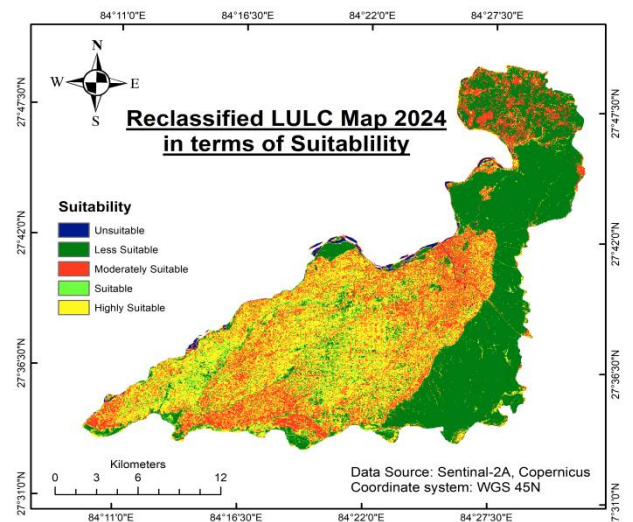 84°11'0"E 84°16'30"E 84°22'0"E 84°27'30"E
N
W E
S
27°47'30"N 27°47'30"N
Reclassified LULC Map 2024
in terms of Suitablility
Suitability
Unsuitable
Less Suitable
Moderately Suitable
Suitable
Highly Suitable
27°42'0"N 27°42'0"N
27°36'30"N 27°36'30"N
Kilometers
0 3 6 12
Data Source: Sentinal-2A, Copernicus
Coordinate system: WGS 45N
27°31'0"N 7°31'0"N
84°11'0"E 84°16'30"E 84°22'0"E 84°27'30"E